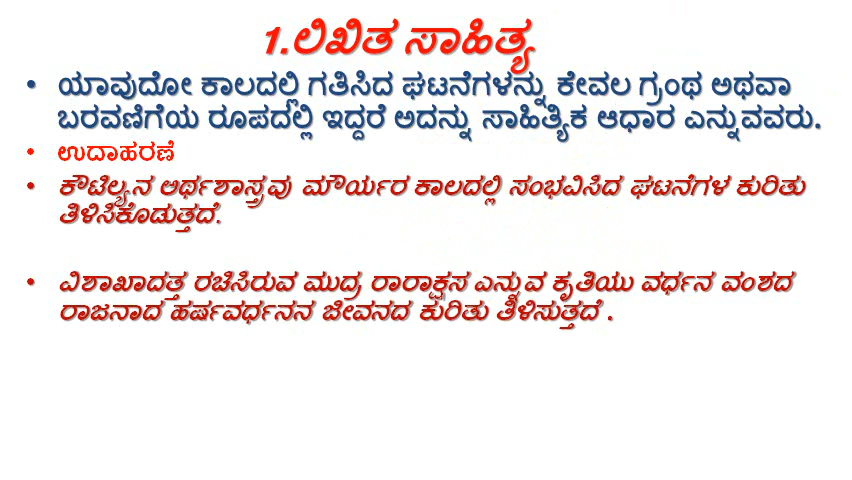 1.ಲಿಖಿತ ಸಾಹಿತ್ಯ
• ಯಾವುದೋ ಕಾಲದಲ್ಲಿ ಗತಿಸಿದ ಘಟನೆಗಳನ್ನು ಕೇವಲ ಗ್ರಂಥ ಅಥವಾ
ಬರವಣಿಗೆಯ ರೂಪದಲ್ಲಿ ಇದ್ದರೆ ಅದನ್ನು ಸಾಹಿತ್ಯಿಕ ಆಧಾರ ಎನ್ನುವವರು.
• ಉದಾಹರಣೆ
• ಕೌಟಿಲ್ಯನ ಅರ್ಥಶಾಸ್ತ್ರವು ಮೌರ್ಯರ ಕಾಲದಲ್ಲಿ ಸಂಭವಿಸಿದ ಘಟನೆಗಳ ಕುರಿತು
ತಿಳಿಸಿಕೊಡುತ್ತದೆ.
• ವಿಶಾಖಾದತ್ತ ರಚಿಸಿರುವ ಮುದ್ರ ರಾರಾಕ್ಷಸ ಎನ್ನುವ ಕೃತಿಯು ವರ್ಧನ ವಂಶದ
ರಾಜನಾದ ಹರ್ಷವರ್ಧನನ ಜೀವನದ ಕುರಿತು ತಿಳಿಸುತ್ತದೆ .